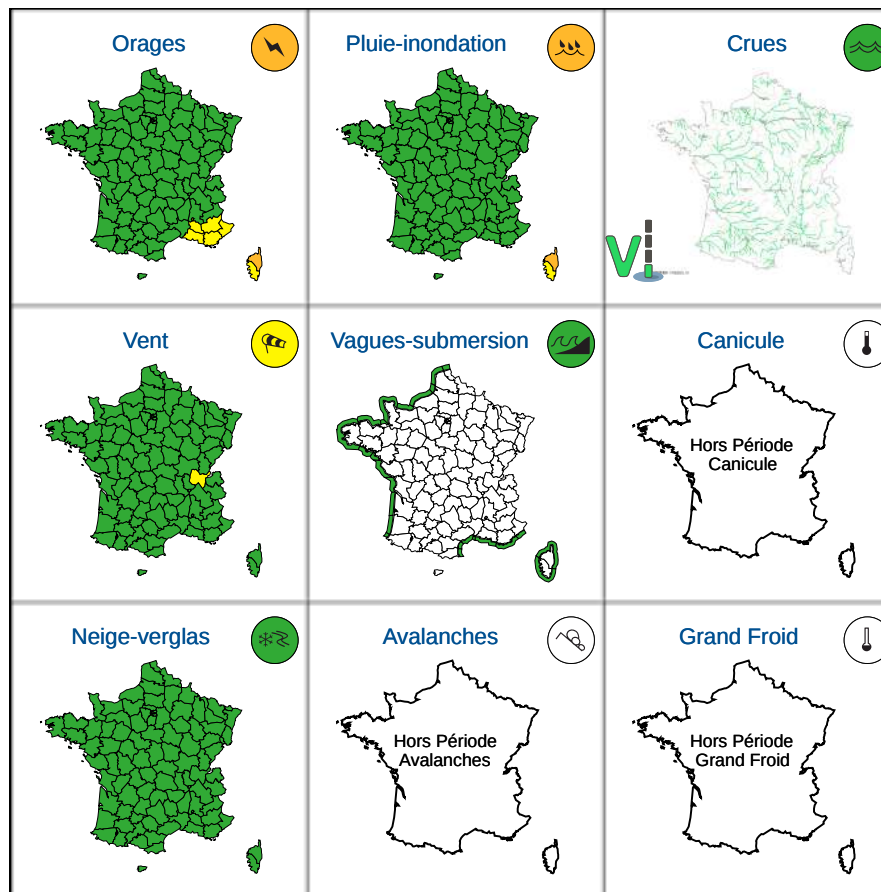 Orages
Pluie-inondation
Crues
Vent
Vagues-submersion
Canicule
Hors Période
Canicule
Neige-verglas
Avalanches
Grand Froid
Hors Période
Avalanches
Hors Période
Grand Froid